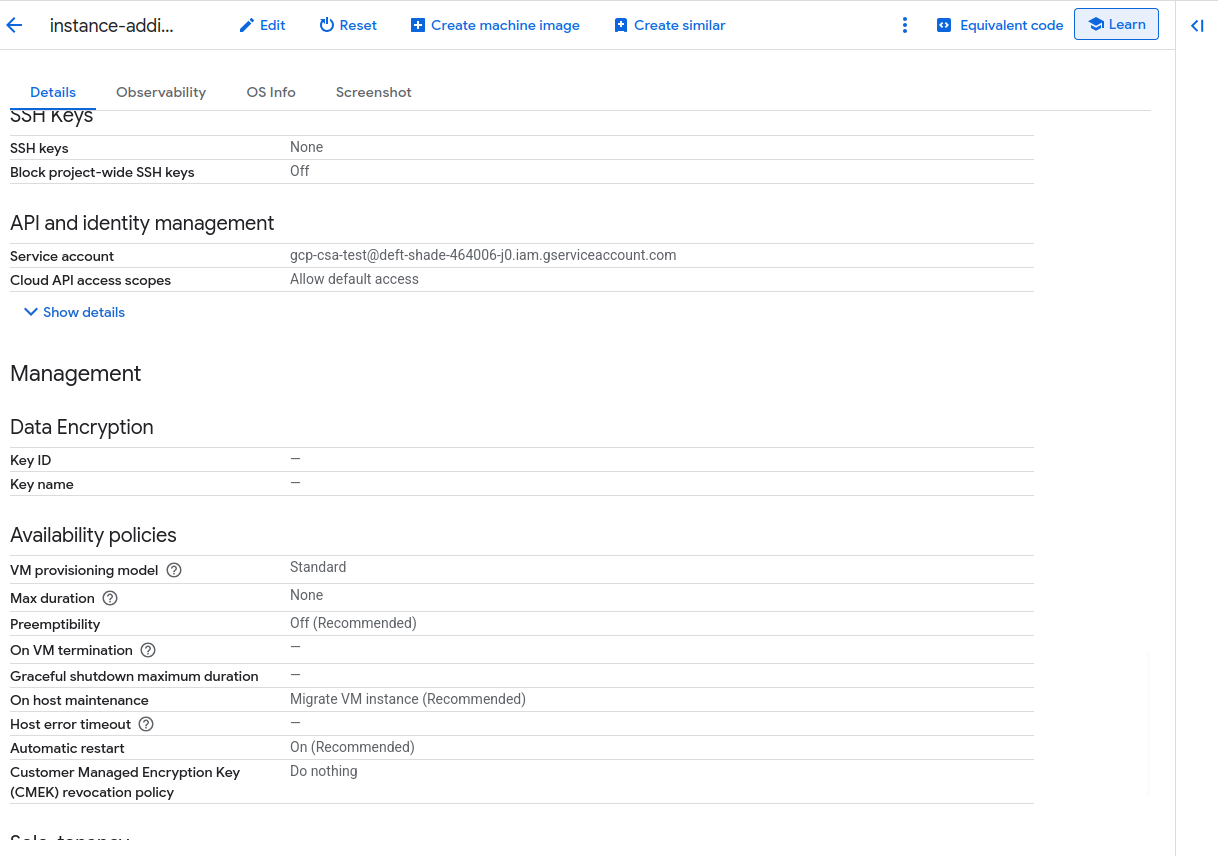 instance-addi... Edit Reset Create machine image Create similar Equivalent code Learn
Details Observability OS Info Screenshot
SSH Keys
SSH keys None
Block project-wide SSH keys Off
API and identity management
Service account gcp-csa-test@deft-shade-464006-j0.iam.gserviceaccount.com
Cloud API access scopes Allow default access
Show details
Management
Data Encryption
Key ID —
Key name —
Availability policies
VM provisioning model Standard
Max duration None
Preemptibility Off (Recommended)
On VM termination —
Graceful shutdown maximum duration —
On host maintenance Migrate VM instance (Recommended)
Host error timeout —
Automatic restart On (Recommended)
Customer Managed Encryption Key Do nothing
(CMEK) revocation policy
Sole-tenancy